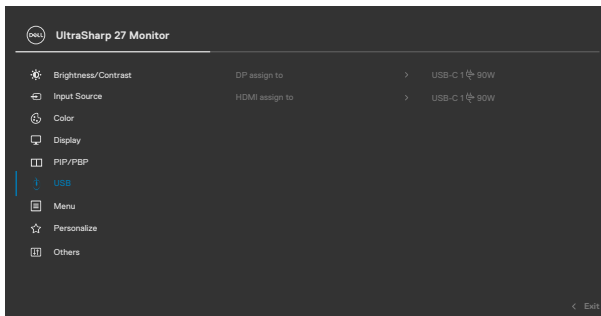 DELL UltraSharp 27 Monitor
Brightness/Contrast DP assign to > USB-C 1 90W
Input Source HDMI assign to > USB-C 1 90W
Color
Display
PIP/PBP
USB
Menu
Personalize
Others
< Exit